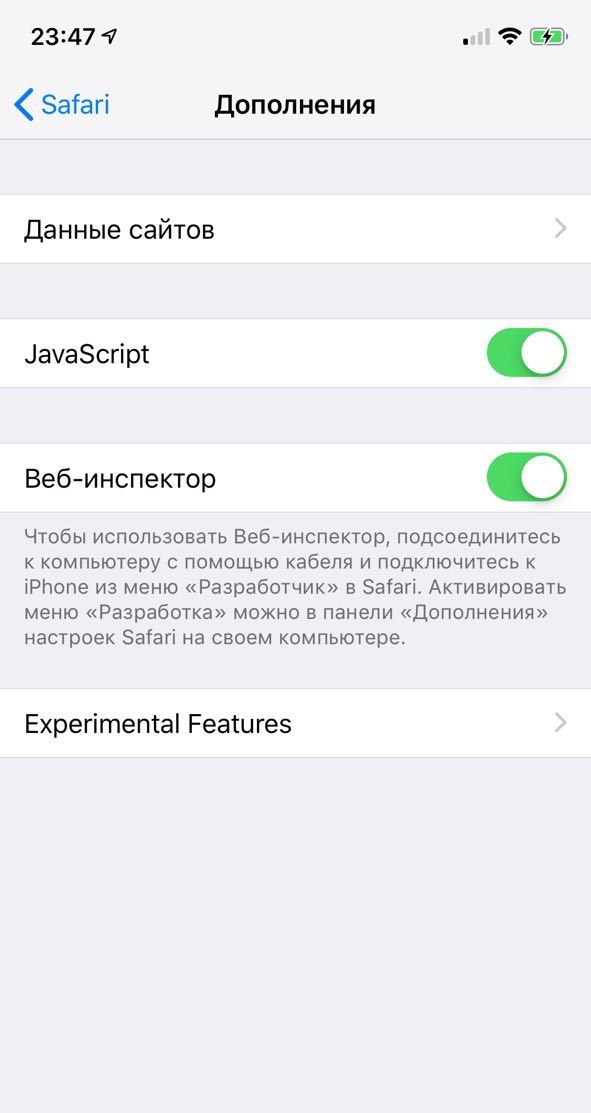 23:47
Safari
Дополнения
Данные сайтов
JavaScript
Веб-инспектор
Чтобы использовать Веб-инспектор, подсоединитесь
к компьютеру с помощью кабеля и подключитесь к
iPhone из меню «Разработчик» в Safari. Активировать
меню «Разработка» можно в панели «Дополнения»
настроек Safari на своем компьютере.
Experimental Features